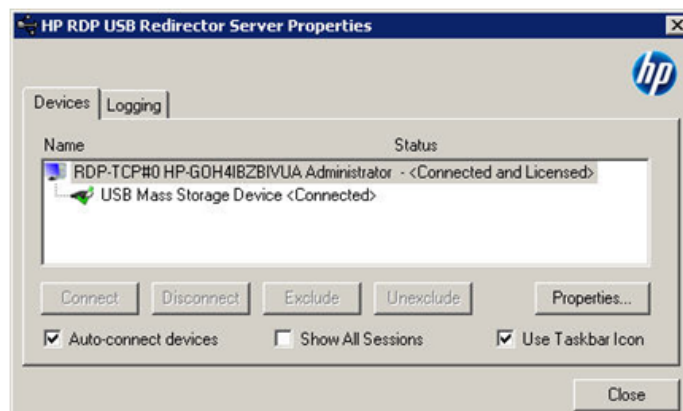 HP RDP USB Redirector Server Properties
hp
Devices Logging
Name Status
RDP-TCP#0 HP-GOH4IBZBIVUA Administrator - <Connected and Licensed>
USB Mass Storage Device <Connected>
Connect Disconnect Exclude Unexclude Properties...
Auto-connect devices Show All Sessions Use Taskbar Icon
Close